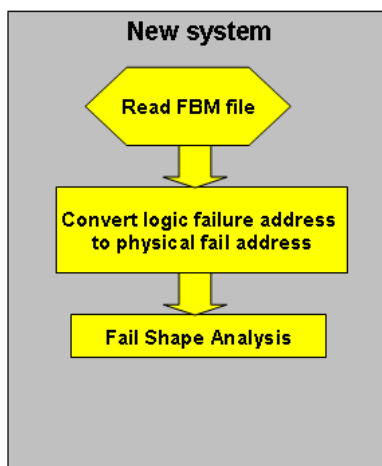 New system
Read FBM file
Convert logic failure address
to physical fail address
Fail Shape Analysis